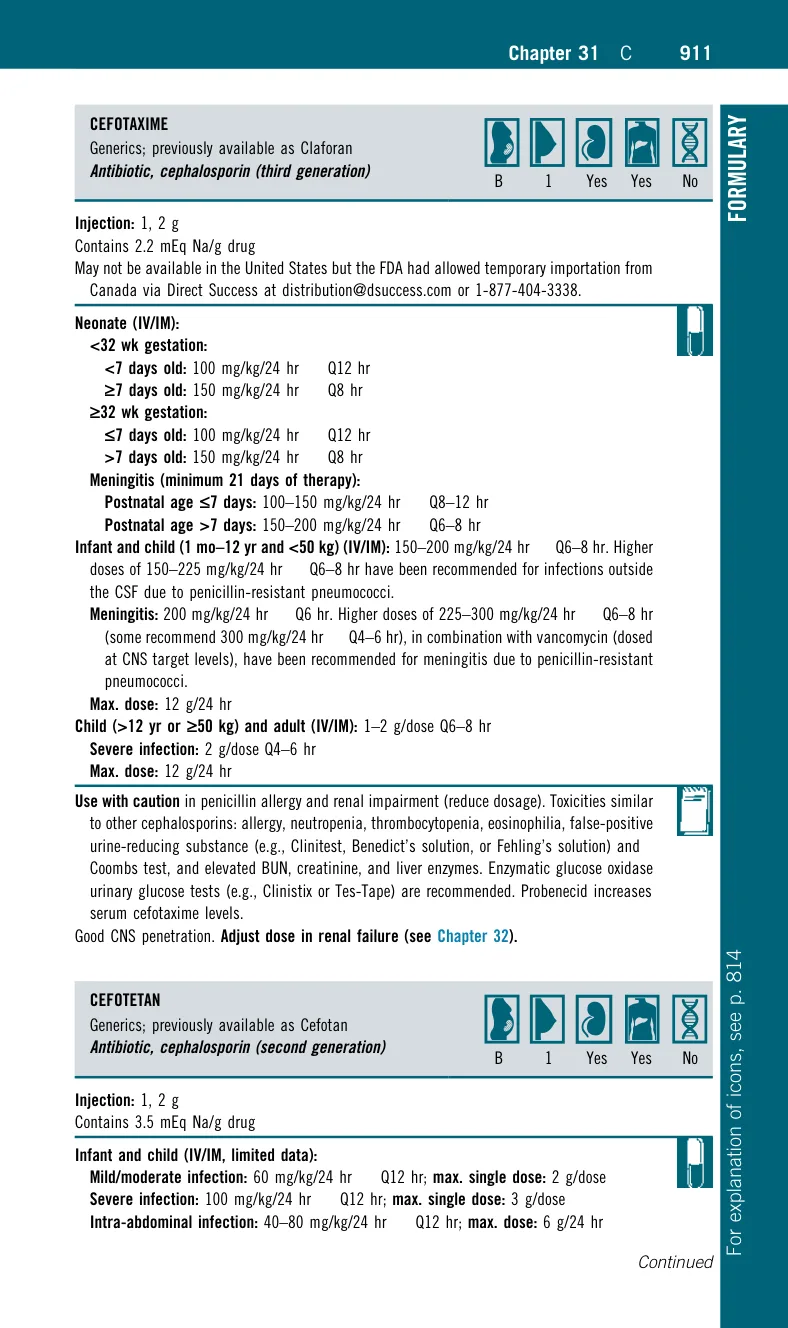 Chapter 31 C 911
CEFOTAXIME
Generics; previously available as Claforan
Antibiotic, cephalosporin (third generation)
B 1 Yes Yes No
Injection: 1, 2 g
Contains 2.2 mEq Na/g drug
May not be available in the United States but the FDA had allowed temporary importation from
Canada via Direct Success at distribution@dsuccess.com or 1-877-404-3338.
Neonate (IV/IM):
<32 wk gestation:
<7 days old: 100 mg/kg/24 hr Q12 hr
≥7 days old: 150 mg/kg/24 hr Q8 hr
≥32 wk gestation:
≤7 days old: 100 mg/kg/24 hr Q12 hr
>7 days old: 150 mg/kg/24 hr Q8 hr
Meningitis (minimum 21 days of therapy):
Postnatal age ≤7 days: 100–150 mg/kg/24 hr Q8–12 hr
Postnatal age >7 days: 150–200 mg/kg/24 hr Q6–8 hr
Infant and child (1 mo–12 yr and <50 kg) (IV/IM): 150–200 mg/kg/24 hr Q6–8 hr. Higher
doses of 150–225 mg/kg/24 hr Q6–8 hr have been recommended for infections outside
the CSF due to penicillin-resistant pneumococci.
Meningitis: 200 mg/kg/24 hr Q6 hr. Higher doses of 225–300 mg/kg/24 hr Q6–8 hr
(some recommend 300 mg/kg/24 hr Q4–6 hr), in combination with vancomycin (dosed
at CNS target levels), have been recommended for meningitis due to penicillin-resistant
pneumococci.
Max. dose: 12 g/24 hr
Child (>12 yr or ≥50 kg) and adult (IV/IM): 1–2 g/dose Q6–8 hr
Severe infection: 2 g/dose Q4–6 hr
Max. dose: 12 g/24 hr
Use with caution in penicillin allergy and renal impairment (reduce dosage). Toxicities similar
to other cephalosporins: allergy, neutropenia, thrombocytopenia, eosinophilia, false-positive
urine-reducing substance (e.g., Clinitest, Benedict's solution, or Fehling's solution) and
Coombs test, and elevated BUN, creatinine, and liver enzymes. Enzymatic glucose oxidase
urinary glucose tests (e.g., Clinistix or Tes-Tape) are recommended. Probenecid increases
serum cefotaxime levels.
Good CNS penetration. Adjust dose in renal failure (see Chapter 32).
CEFOTETAN
Generics; previously available as Cefotan
Antibiotic, cephalosporin (second generation)
B 1 Yes Yes No
Injection: 1, 2 g
Contains 3.5 mEq Na/g drug
Infant and child (IV/IM, limited data):
Mild/moderate infection: 60 mg/kg/24 hr Q12 hr; max. single dose: 2 g/dose
Severe infection: 100 mg/kg/24 hr Q12 hr; max. single dose: 3 g/dose
Intra-abdominal infection: 40–80 mg/kg/24 hr Q12 hr; max. dose: 6 g/24 hr
Continued
FORMULARY
For explanation of icons, see p. 814